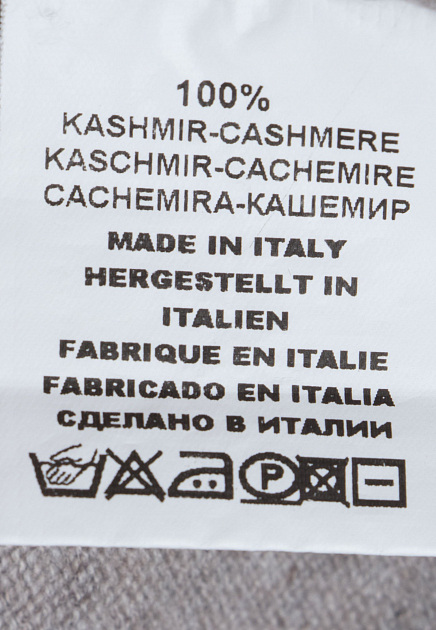 100%
KASHMIR-CASHMERE
KASCHMIR-CACHEMIRE
CACHEMIRA-КАШЕМИР
MADE IN ITALY
HERGESTELLT IN
ITALIEN
FABRIQUE EN ITALIE
FABRICADO EN ITALIA
СДЕЛАНО В ИТАЛИИ
P